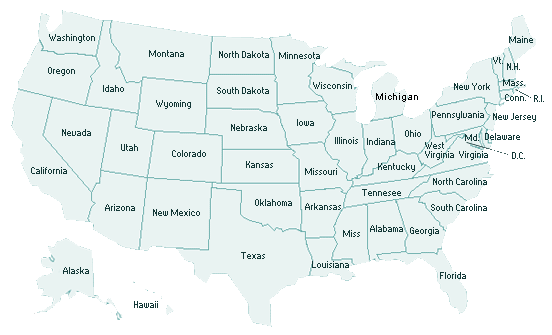 Washington
Montana
North Dakota
Minnesota
Maine
Vt.
N.H.
Oregon
Idaho
Wyoming
South Dakota
Wisconsin
Michigan
New York
Mass.
R.I.
Conn.
Nevada
Utah
Colorado
Nebraska
Iowa
Illinois
Indiana
Ohio
Pennsylvania
New Jersey
Md.
Delaware
West
Virginia
Virginia
D.C.
California
Kansas
Missouri
Kentucky
North Carolina
Arizona
New Mexico
Oklahoma
Arkansas
Tennessee
South Carolina
Texas
Miss
Alabama
Georgia
Louisiana
Florida
Alaska
Hawaii